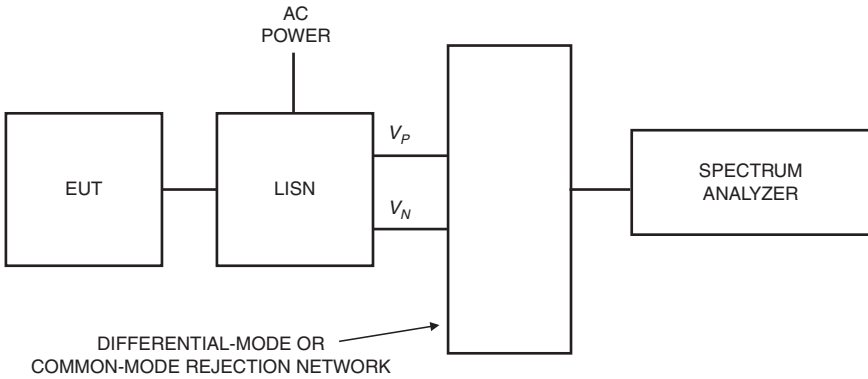 AC
POWER
EUT
LISN
V_P
V_N
SPECTRUM
ANALYZER
DIFFERENTIAL-MODE OR
COMMON-MODE REJECTION NETWORK